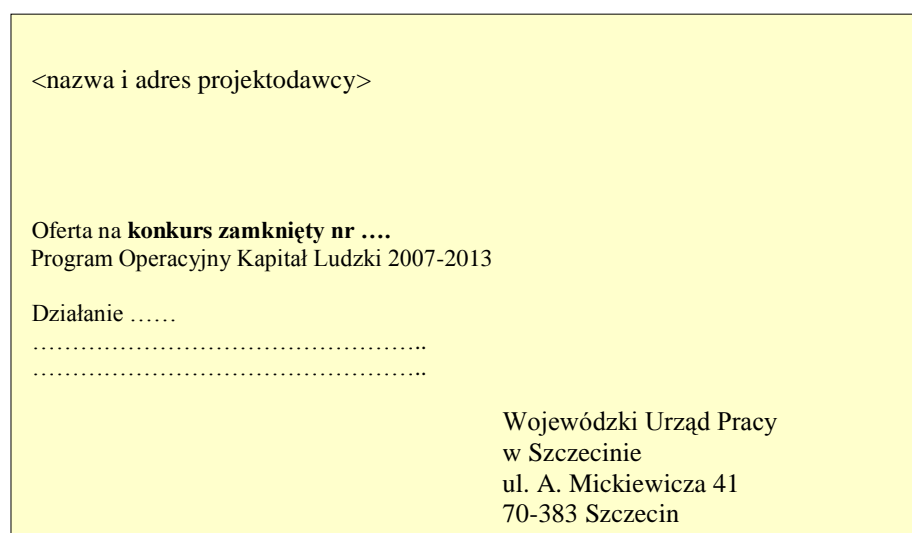 <nazwa i adres projektodawcy>
Oferta na konkurs zamknięty nr ….
Program Operacyjny Kapitał Ludzki 2007-2013
Działanie ……
…………………………………………..
…………………………………………..
Wojewódzki Urząd Pracy
w Szczecinie
ul. A. Mickiewicza 41
70-383 Szczecin